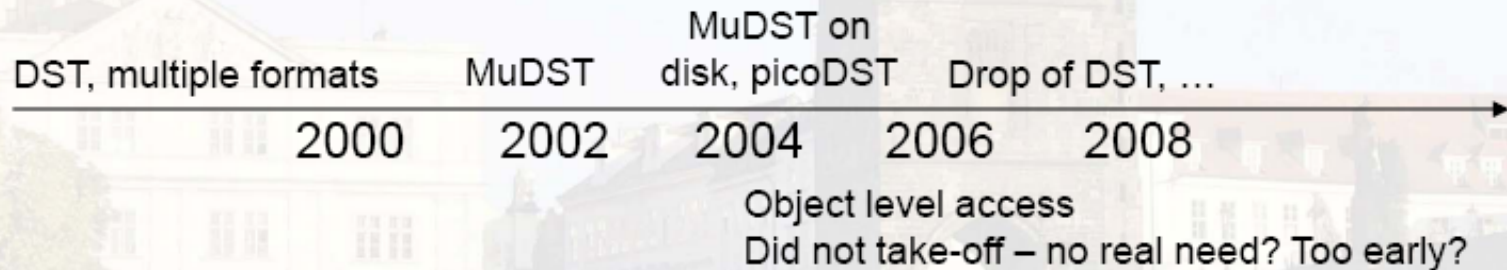 MuDST on
DST, multiple formats MuDST disk, picoDST Drop of DST, ...
2000 2002 2004 2006 2008
Object level access
Did not take-off – no real need? Too early?